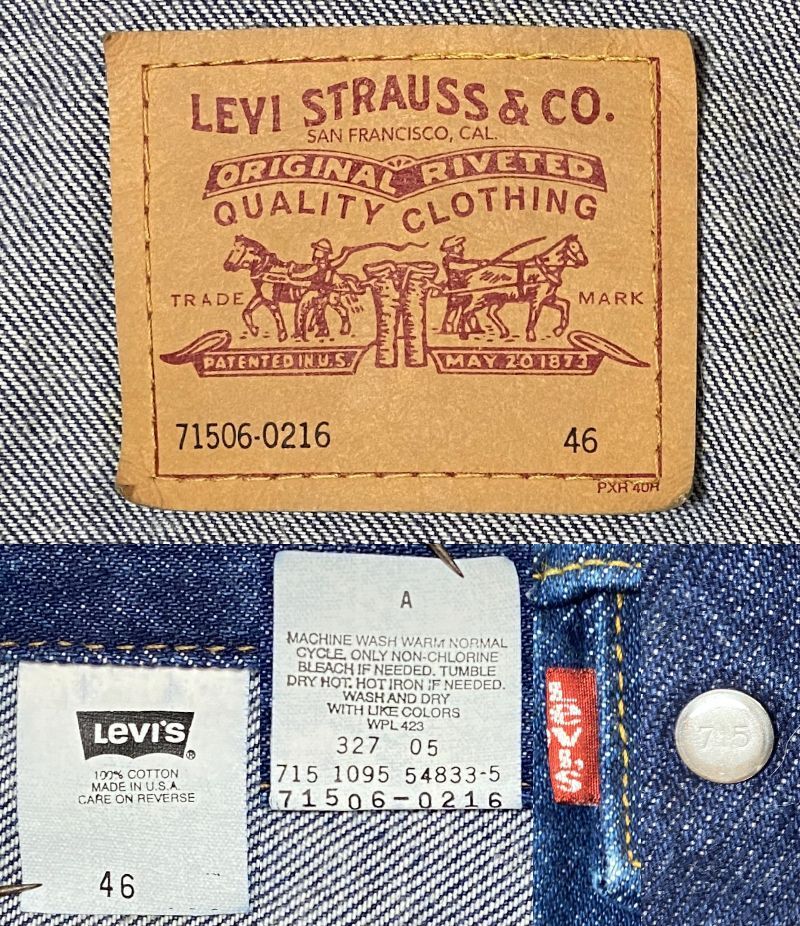 LEVI STRAUSS & CO.
SAN FRANCISCO, CAL.
ORIGINAL RIVETED
QUALITY CLOTHING
TRADE MARK
PATENTED IN U.S. MAY 20 1873
71506-0216 46
PXH 40H
LEVI'S®
100% COTTON
MADE IN U.S.A.
CARE ON REVERSE
46
A
MACHINE WASH WARM NORMAL
CYCLE, ONLY NON-CHLORINE
BLEACH IF NEEDED. TUMBLE
DRY HOT. HOT IRON IF NEEDED.
WASH AND DRY
WITH LIKE COLORS
WPL 423
327 05
715 1095 54833-5
71506-0216
LEVI'S
75